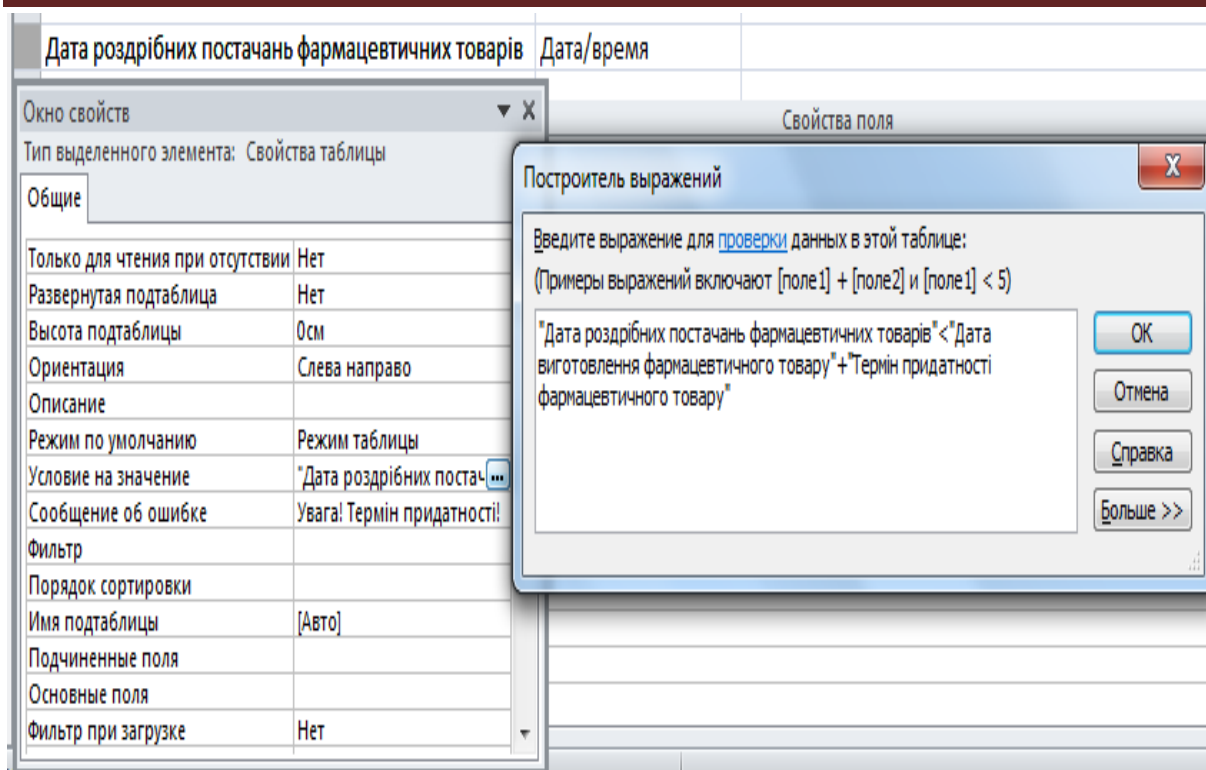 Дата роздрібних постачань фармацевтичних товарів Дата/время
Окно свойств
Тип выделенного элемента: Свойства таблицы
Общие
Только для чтения при отсутствии Нет
Развернутая подтаблица Нет
Высота подтаблицы 0см
Ориентация Слева направо
Описание
Режим по умолчанию Режим таблицы
Условие на значение "Дата роздрібних постач
Сообщение об ошибке Увага! Термін придатності!
Фильтр
Порядок сортировки
Имя подтаблицы [Авто]
Подчиненные поля
Основные поля
Фильтр при загрузке Нет
Свойства поля
Построитель выражений
Введите выражение для проверки данных в этой таблице:
(Примеры выражений включают [поле1] + [поле2] и [поле1] < 5)
"Дата роздрібних постачань фармацевтичних товарів"<"Дата
виготовлення фармацевтичного товару"+"Термін придатності
фармацевтичного товару"
ОК
Отмена
Справка
Больше >>